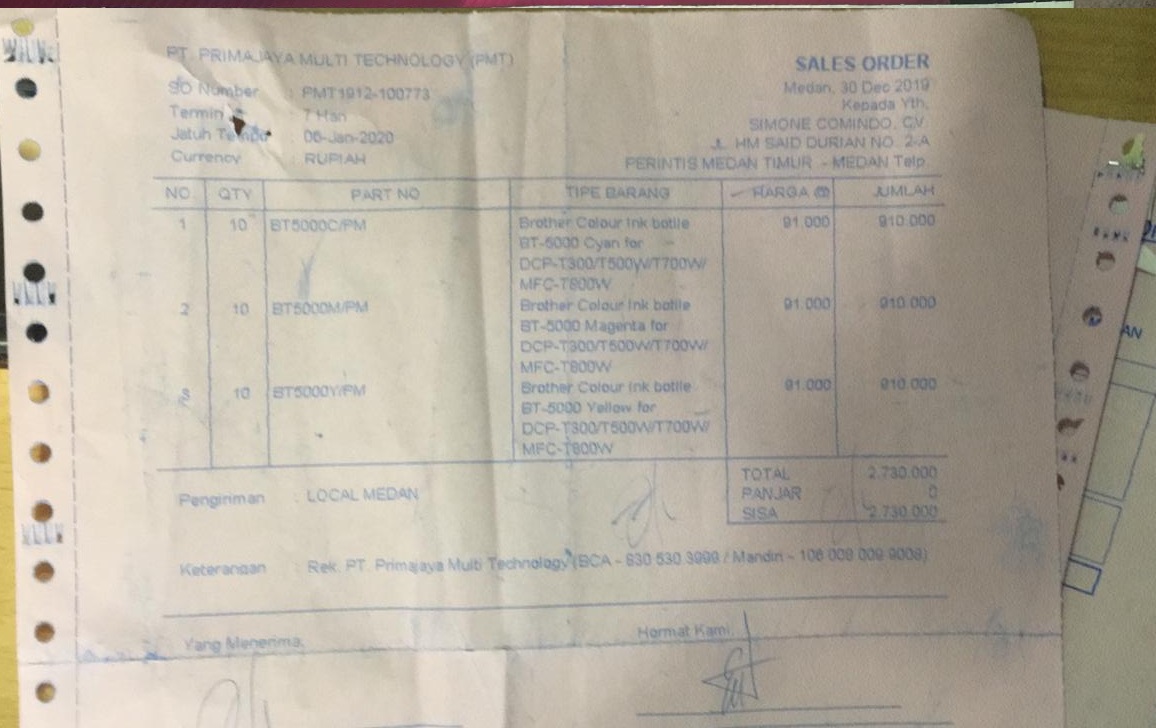 PT. PRIMAJAYA MULTI TECHNOLOGY (PMT)
SALES ORDER
SO Number : PMT1912-100773
Medan, 30 Dec 2019
Termin : 7 Hari
Kepada Yth,
Jatuh Tempo : 06-Jan-2020
SIMONE COMINDO. CV
Currency : RUPIAH
JL. HM SAID DURIAN NO. 2-A
PERINTIS MEDAN TIMUR - MEDAN Telp.
NO QTY PART NO TIPE BARANG HARGA @ JUMLAH
1 10 BT5000C/PM Brother Colour Ink botlle 91.000 910.000
BT-5000 Cyan for
DCP-T300/T500W/T700W/
MFC-T800W
2 10 BT5000M/PM Brother Colour Ink botlle 91.000 910.000
BT-5000 Magenta for
DCP-T300/T500W/T700W/
MFC-T800W
3 10 BT5000Y/PM Brother Colour Ink botlle 91.000 910.000
BT-5000 Yellow for
DCP-T300/T500W/T700W/
MFC-T800W
TOTAL 2.730.000
Pengiriman : LOCAL MEDAN
PANJAR 0
SISA 2.730.000
Keterangan : Rek. PT. Primajaya Multi Technology (BCA - 830 530 3999 / Mandiri - 106 009 009 9009)
Yang Menerima,
Hormat Kami,
AN